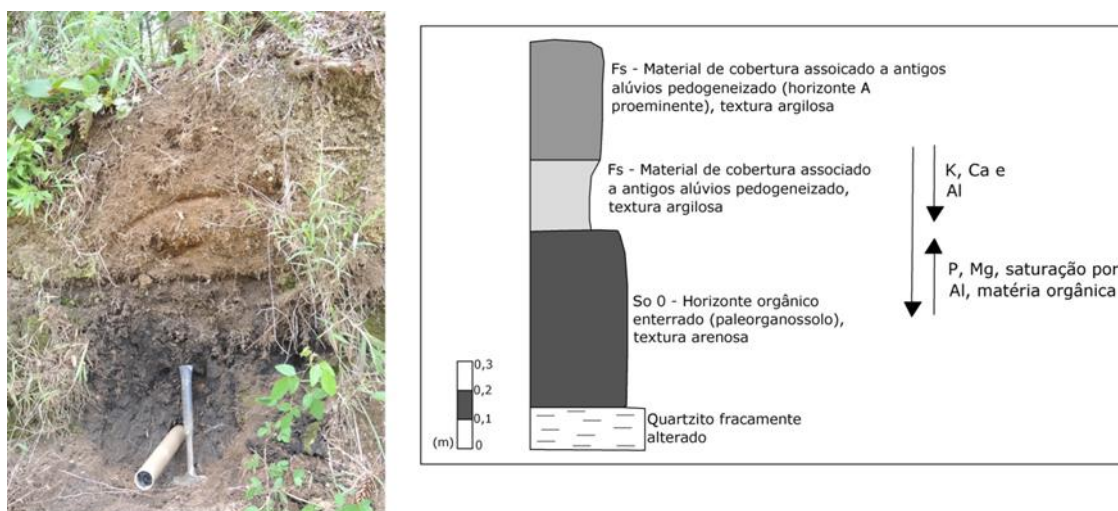 Fs - Material de cobertura assoicado a antigos
alúvios pedogeneizado (horizonte A
proeminente), textura argilosa
Fs - Material de cobertura associado
a antigos alúvios pedogeneizado,
textura argilosa
K, Ca e
Al
P, Mg, saturação por
Al, matéria orgânica
So 0 - Horizonte orgânico
enterrado (paleorganossolo),
textura arenosa
0,3
0,2
0,1
(m)
0
Quartzito fracamente
alterado